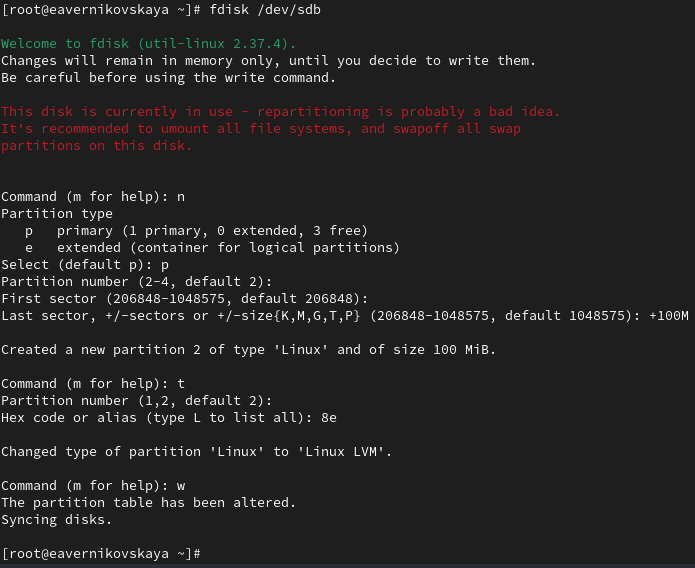 [root@eavernikovskaya ~]# fdisk /dev/sdb
Welcome to fdisk (util-linux 2.37.4).
Changes will remain in memory only, until you decide to write them.
Be careful before using the write command.
This disk is currently in use - repartitioning is probably a bad idea.
It's recommended to umount all file systems, and swapoff all swap
partitions on this disk.
Command (m for help): n
Partition type
   p   primary (1 primary, 0 extended, 3 free)
   e   extended (container for logical partitions)
Select (default p): p
Partition number (2-4, default 2):
First sector (206848-1048575, default 206848):
Last sector, +/-sectors or +/-size{K,M,G,T,P} (206848-1048575, default 1048575): +100M
Created a new partition 2 of type 'Linux' and of size 100 MiB.
Command (m for help): t
Partition number (1,2, default 2):
Hex code or alias (type L to list all): 8e
Changed type of partition 'Linux' to 'Linux LVM'.
Command (m for help): w
The partition table has been altered.
Syncing disks.
[root@eavernikovskaya ~]#